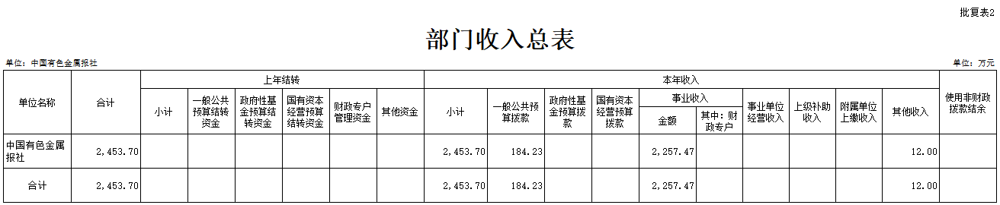 批复表2
部门收入总表
单位：中国有色金属报社 单位：万元
单位名称 合计 上年结转 本年收入 使用非财政
拨款结余
小计 一般公共
预算结转
资金 政府性基
金预算结
转资金 国有资本
经营预算
结转资金 财政专户
管理资金 其他资金 小计 一般公共预
算拨款 政府性基
金预算拨
款 国有资本
经营预算
拨款 事业收入 事业单位
经营收入 上级补助
收入 附属单位
上缴收入 其他收入
金额 其中：财
政专户
中国有色金属
报社 2,453.70 2,453.70 184.23 2,257.47 12.00
合计 2,453.70 2,453.70 184.23 2,257.47 12.00